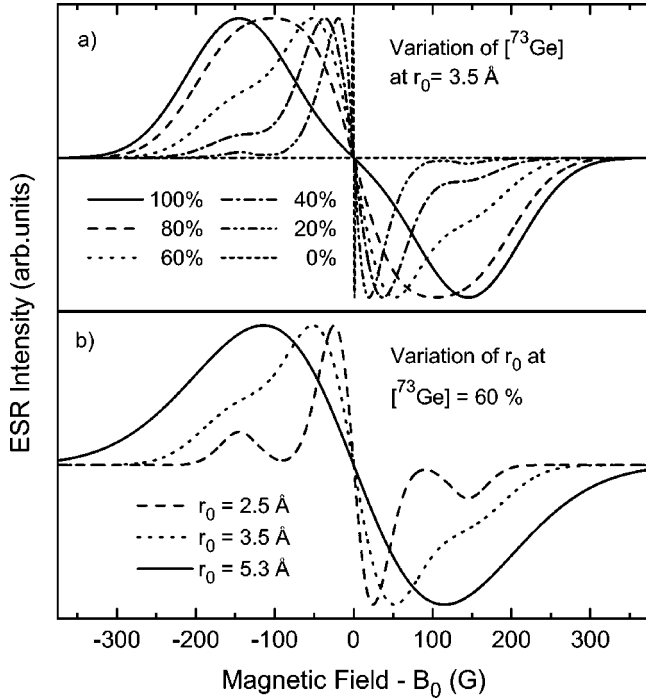 a)
Variation of [⁷³Ge]
at r₀= 3.5 Å
100% 40%
80% 20%
60% 0%
ESR Intensity (arb.units)
b)
Variation of r₀ at
[⁷³Ge] = 60 %
r₀ = 2.5 Å
r₀ = 3.5 Å
r₀ = 5.3 Å
-300 -200 -100 0 100 200 300
Magnetic Field - B₀ (G)